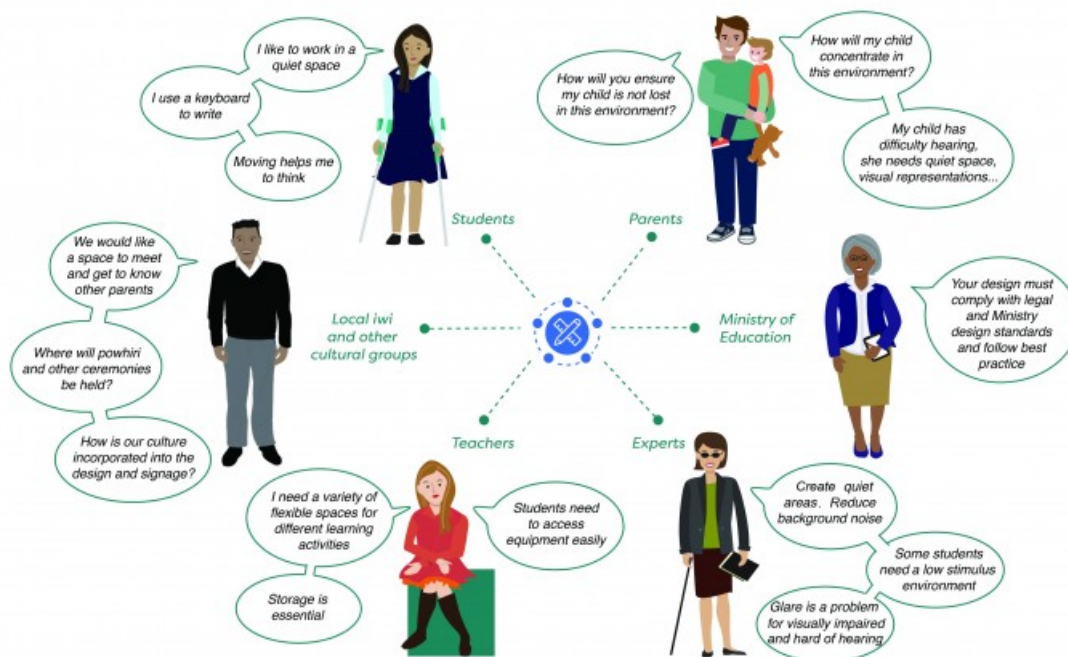 I like to work in a
quiet space
I use a keyboard
to write
Moving helps me
to think
Students
How will you ensure
my child is not lost
in this environment?
How will my child
concentrate in
this environment?
My child has
difficulty hearing,
she needs quiet space,
visual representations...
Parents
We would like
a space to meet
and get to know
other parents
Where will powhiri
and other ceremonies
be held?
How is our culture
incorporated into the
design and signage?
Local iwi
and other
cultural groups
Ministry of
Education
Your design must
comply with legal
and Ministry
design standards
and follow best
practice
Teachers
I need a variety of
flexible spaces for
different learning
activities
Storage is
essential
Students need
to access
equipment easily
Experts
Create quiet
areas. Reduce
background noise
Some students
need a low stimulus
environment
Glare is a problem
for visually impaired
and hard of hearing